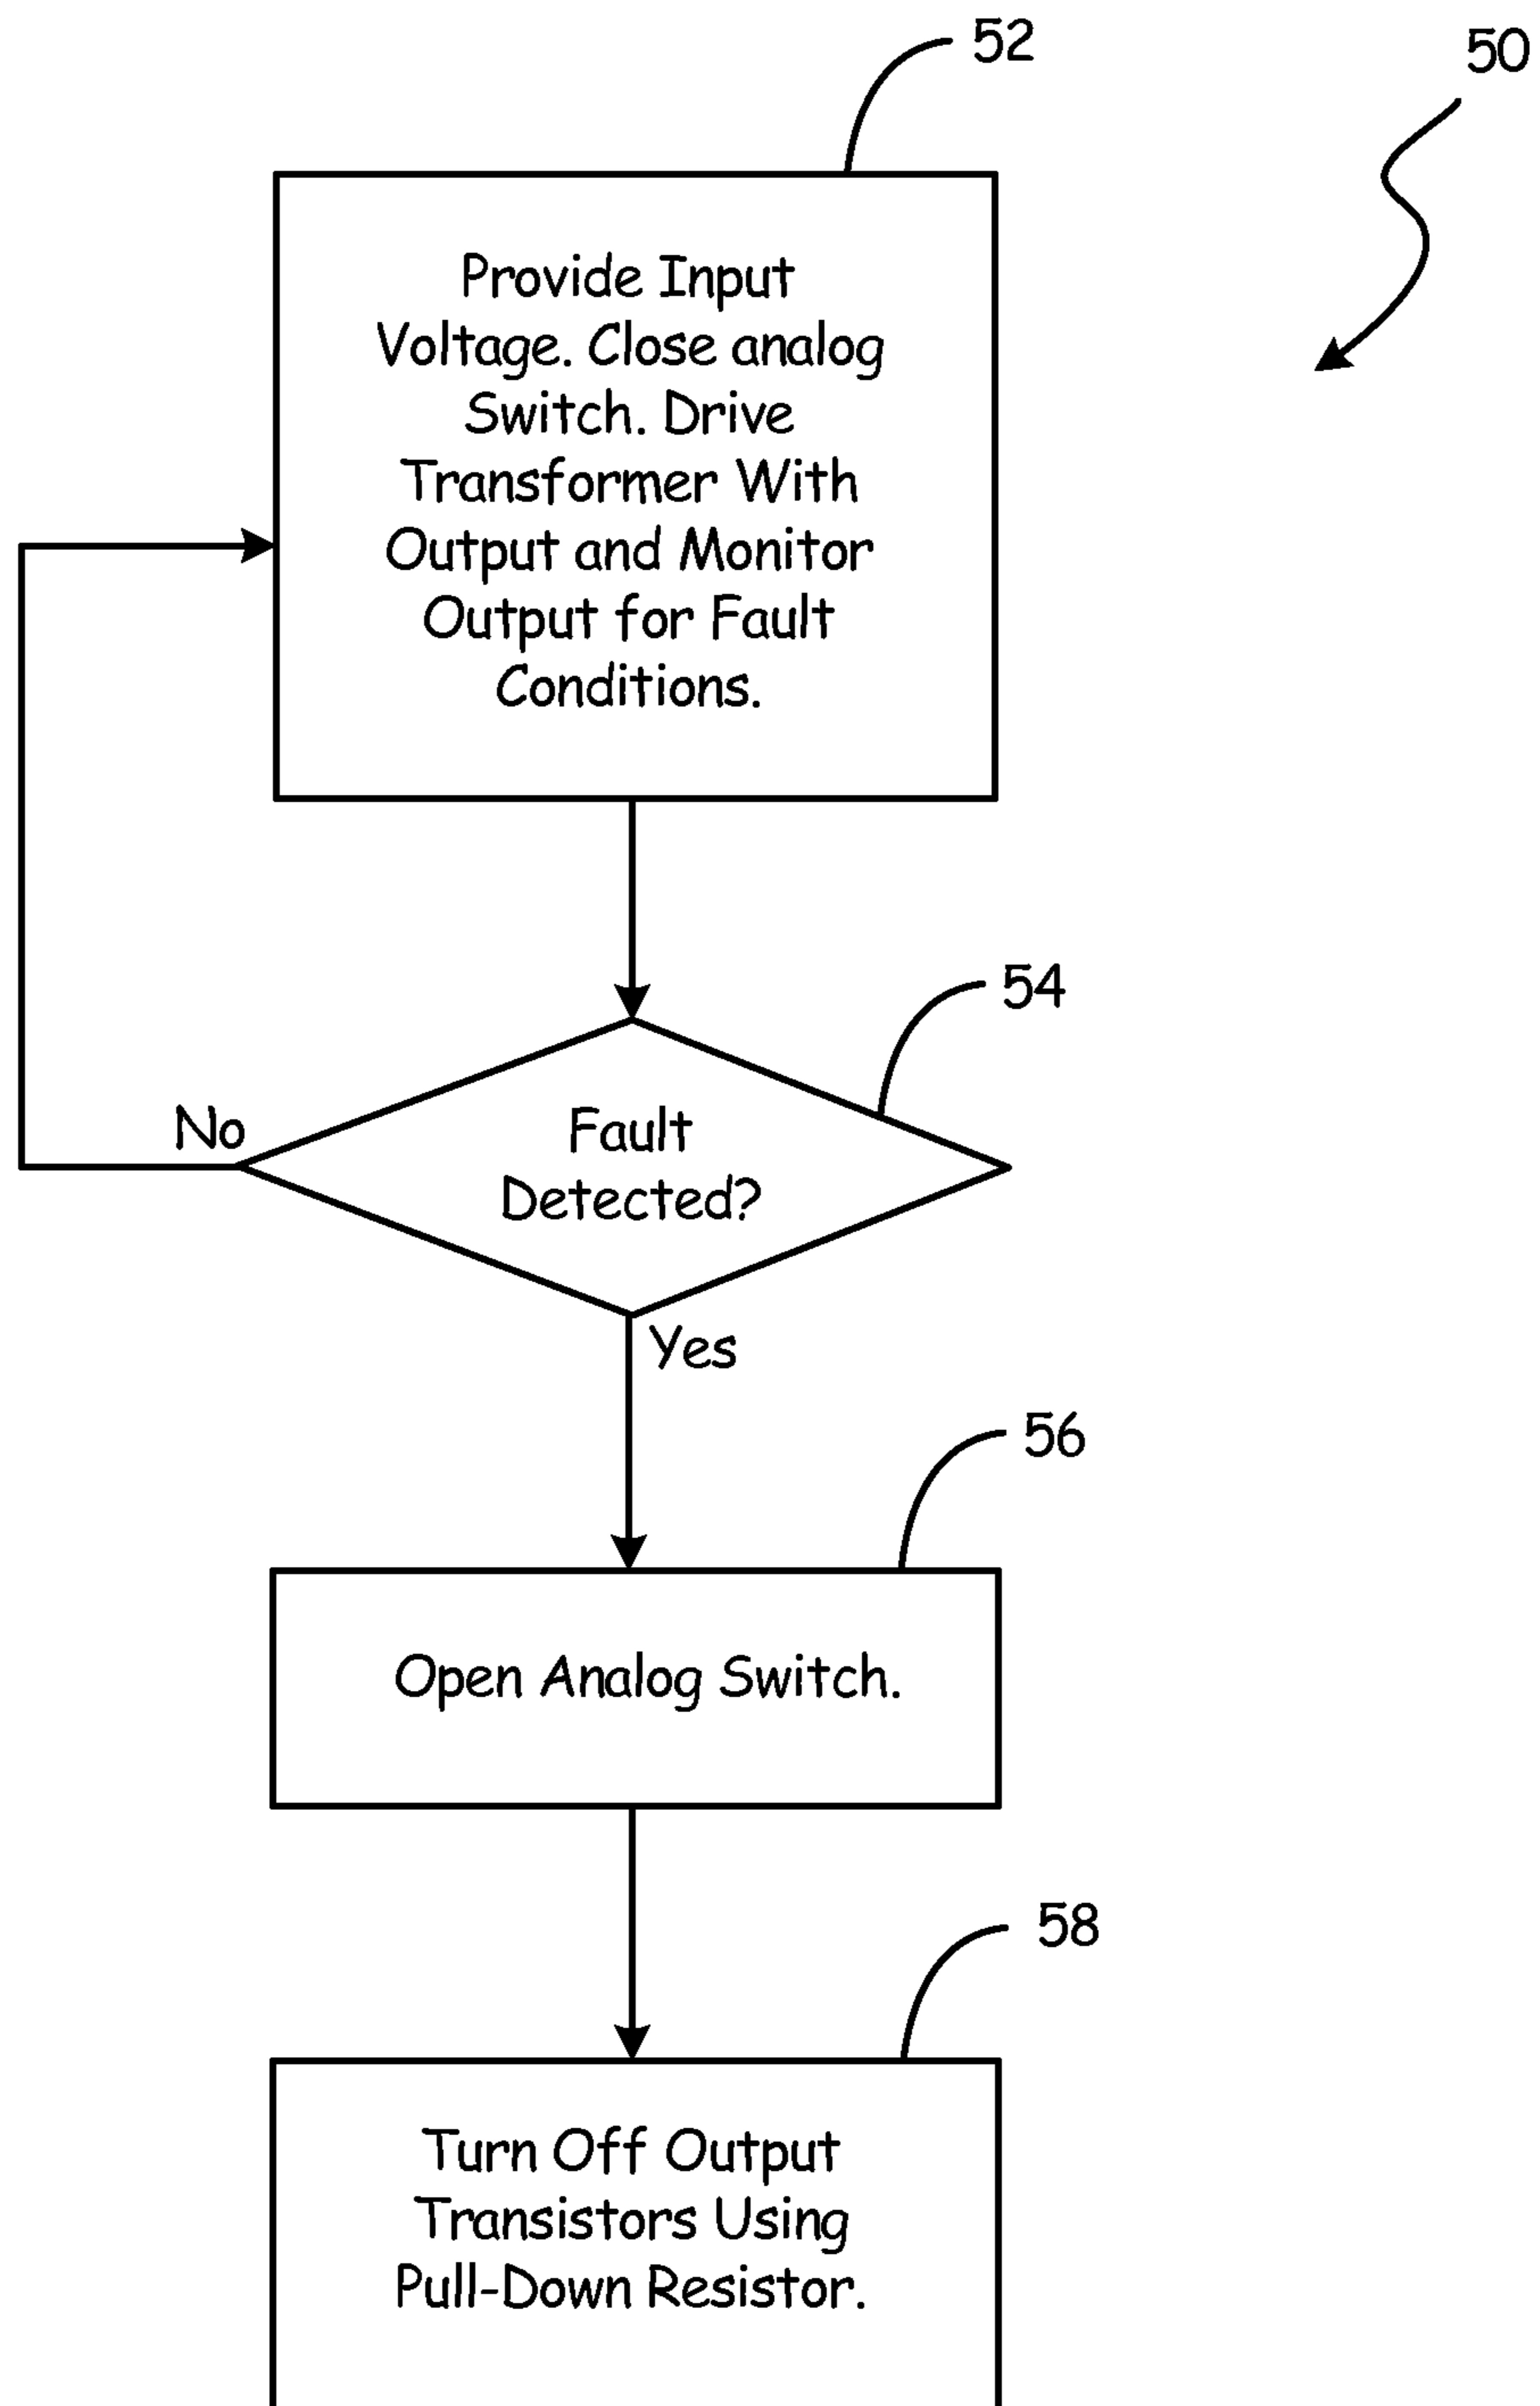 52
50
Provide Input
Voltage. Close analog
Switch. Drive
Transformer With
Output and Monitor
Output for Fault
Conditions.
54
No
Fault
Detected?
Yes
56
Open Analog Switch.
58
Turn Off Output
Transistors Using
Pull-Down Resistor.